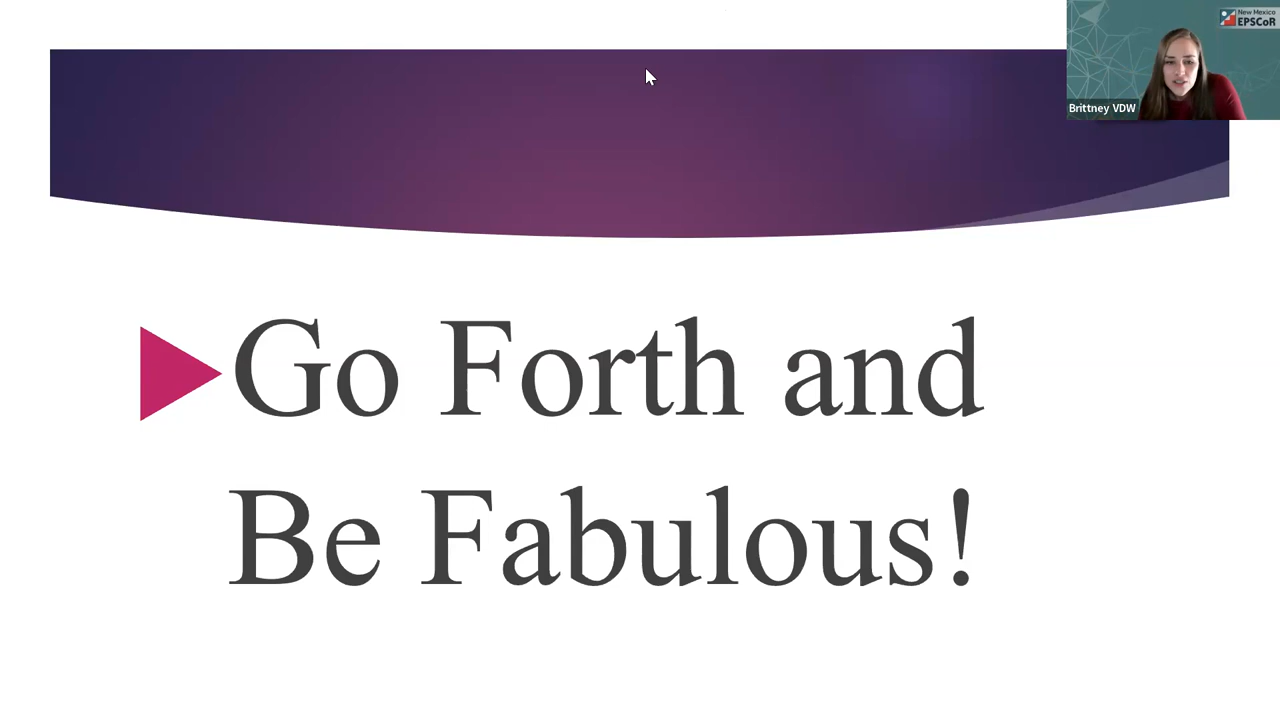 New Mexico
EPSCoR
Brittney VDW
Go Forth and
Be Fabulous!